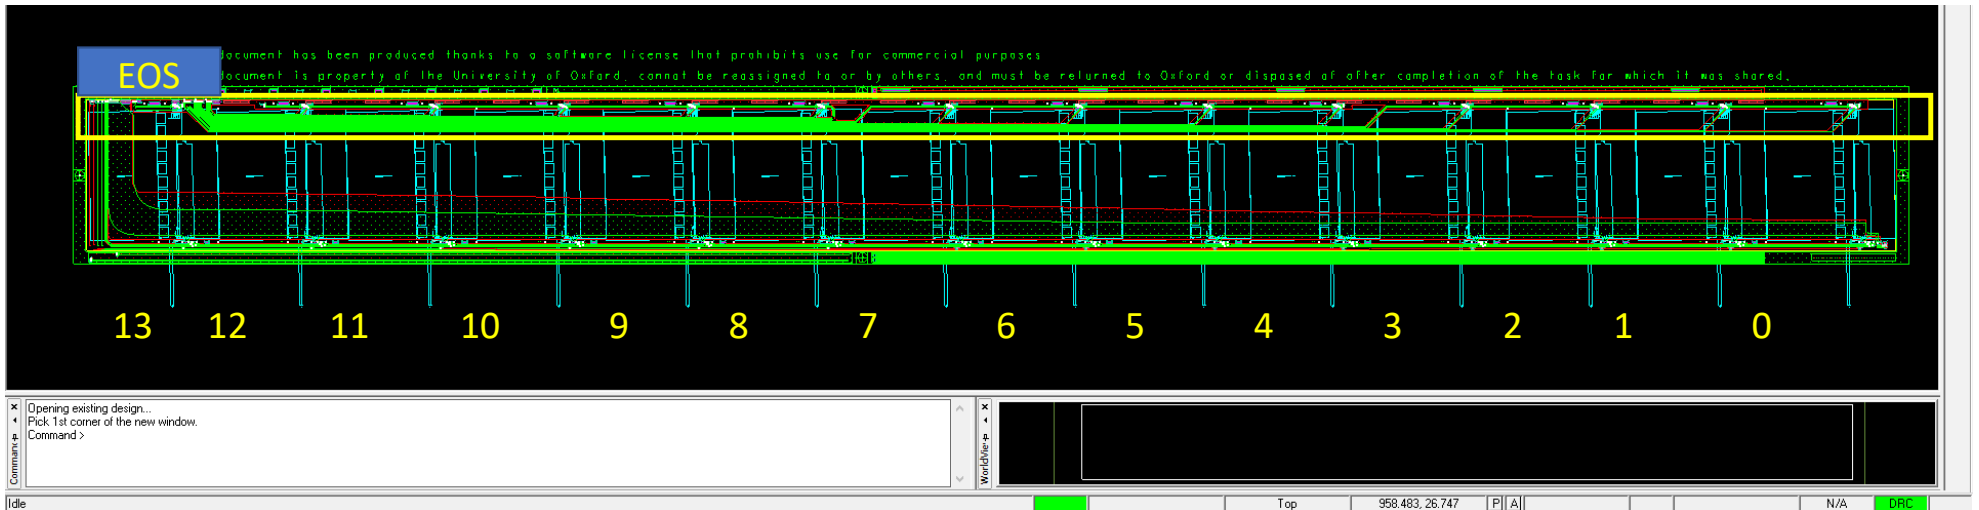 EOS
document has been produced thanks to a software license that prohibits use for commercial purposes
document is property of the University of Oxford, cannot be reassigned to or by others, and must be returned to Oxford or disposed of after completion of the task for which it was shared.
13 12 11 10 9 8 7 6 5 4 3 2 1 0
Opening existing design...
Pick 1st corner of the new window.
Command >
Command
WorldView
Idle
Top
958.483, 26.747
P
A
N/A
DRC